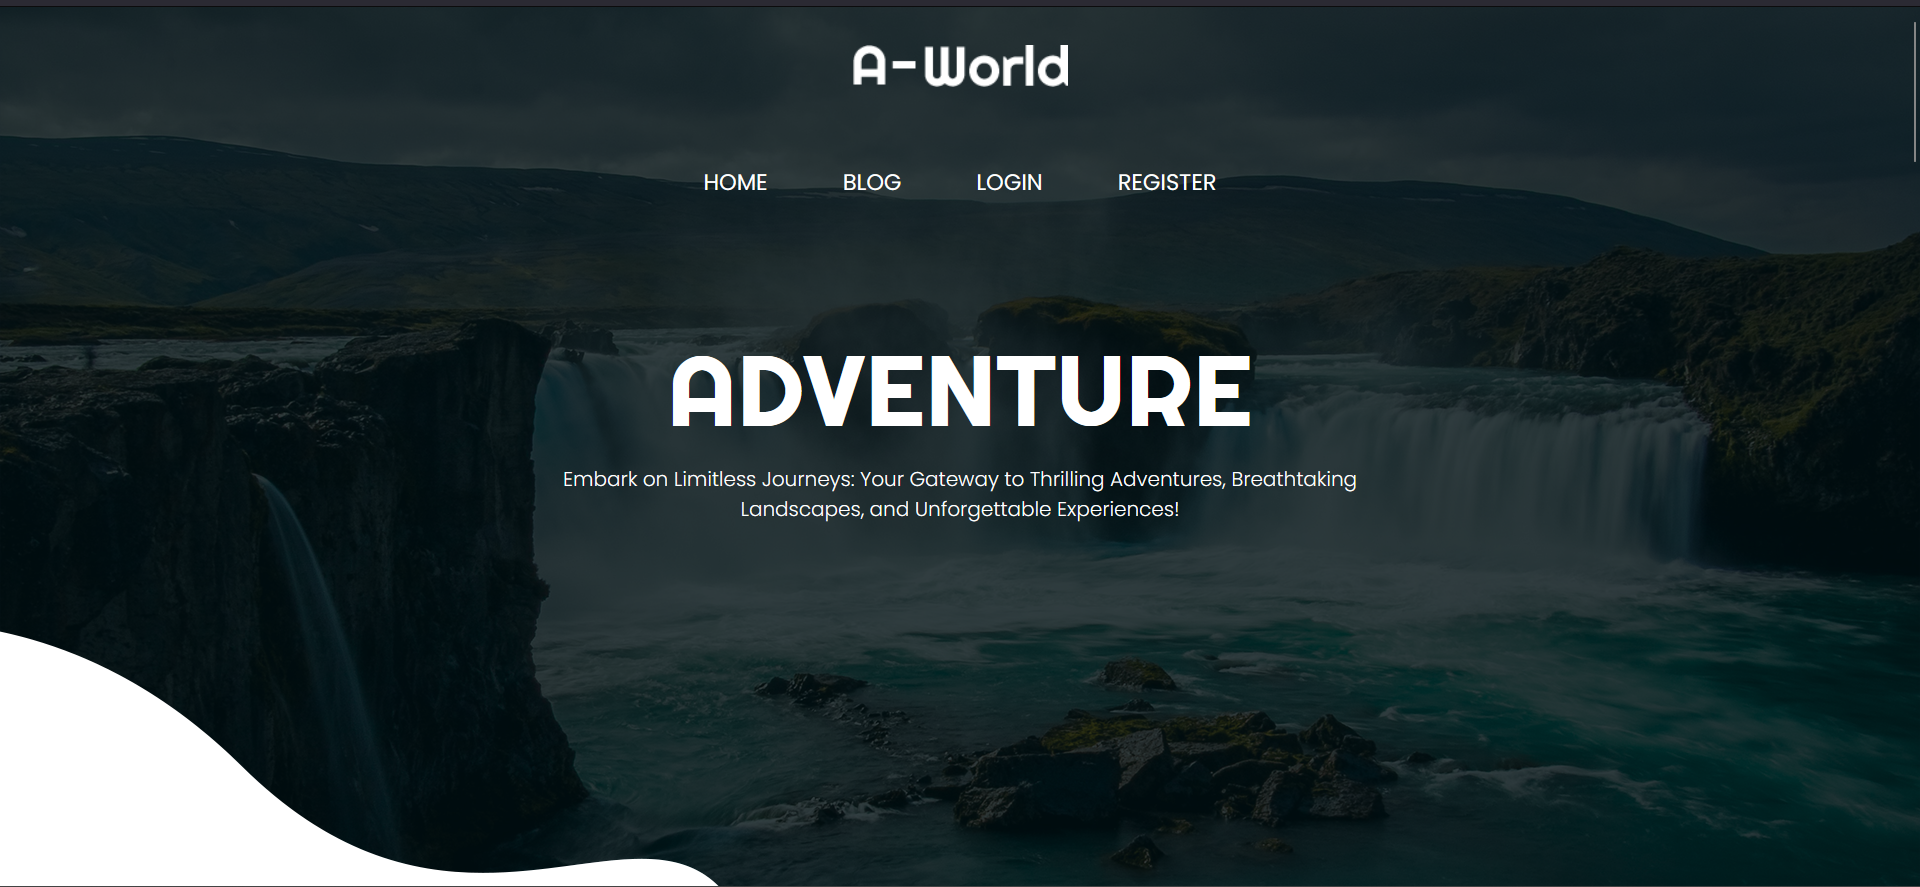 A-World
HOME BLOG LOGIN REGISTER
ADVENTURE
Embark on Limitless Journeys: Your Gateway to Thrilling Adventures, Breathtaking
Landscapes, and Unforgettable Experiences!